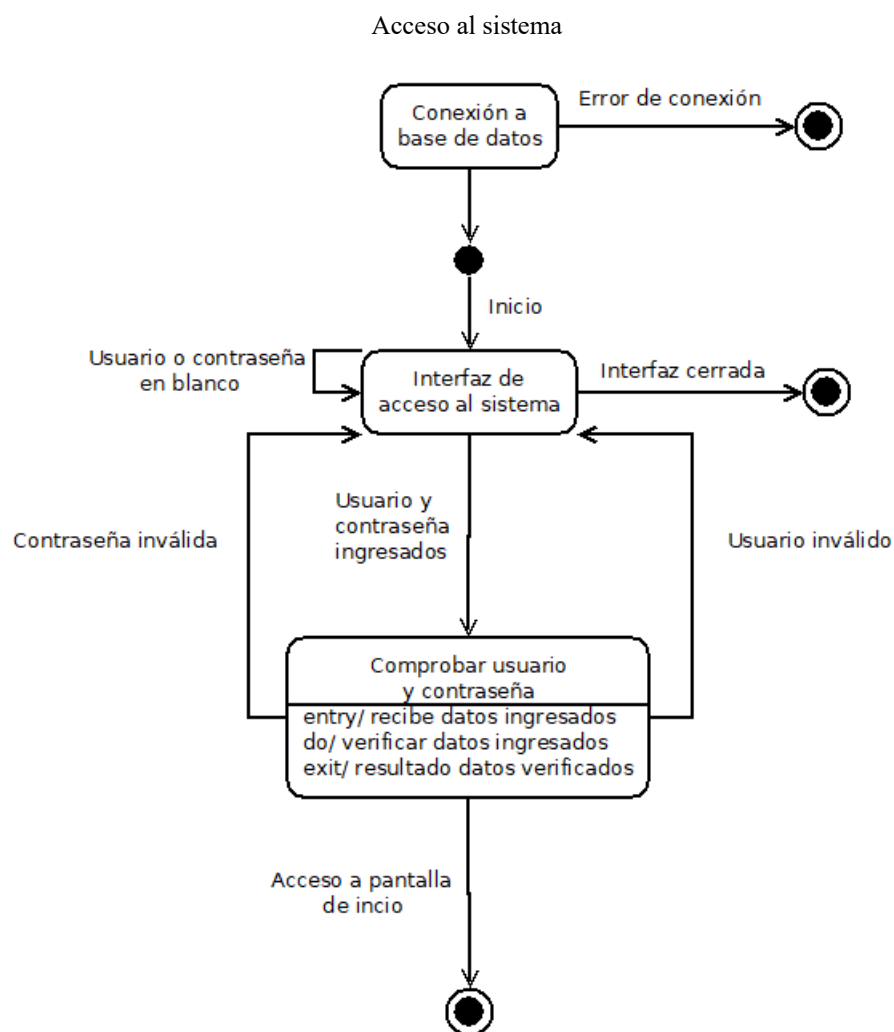 Acceso al sistema
Conexión a
base de datos
Error de conexión
Inicio
Usuario o contraseña
en blanco
Interfaz de
acceso al sistema
Interfaz cerrada
Usuario y
contraseña
ingresados
Contraseña inválida
Usuario inválido
Comprobar usuario
y contraseña
entry/ recibe datos ingresados
do/ verificar datos ingresados
exit/ resultado datos verificados
Acceso a pantalla
de incio